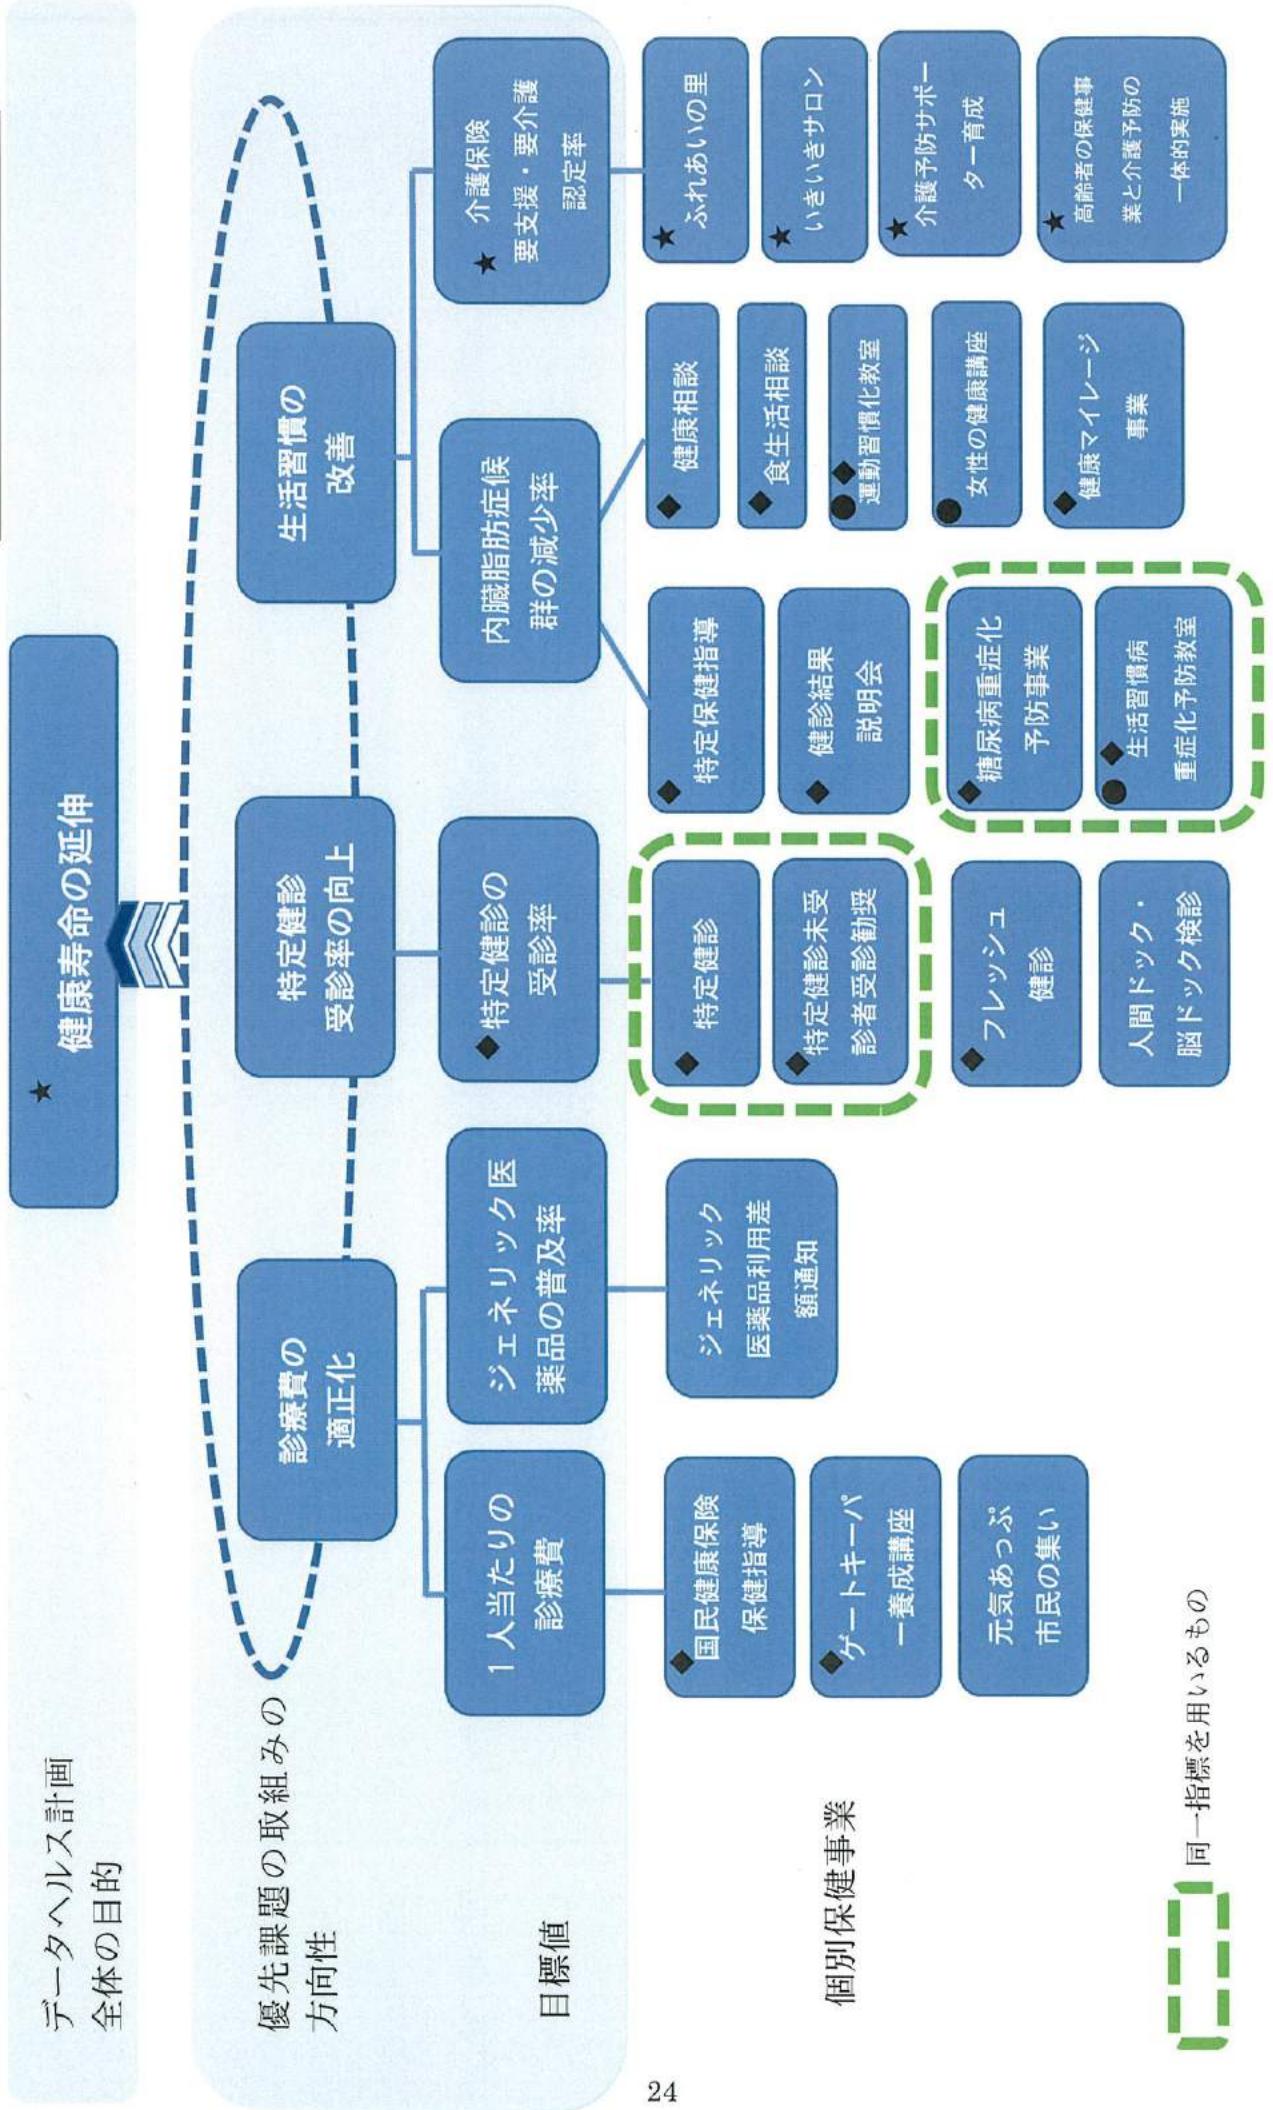 データヘルス計画
全体の目的
★
健康寿命の延伸
優先課題の取組みの
方向性
診療費の
適正化
特定健診
受診率の向上
生活習慣の
改善
目標値
1人当たりの
診療費
ジェネリック医
薬品の普及率
◆特定健診の
受診率
内臓脂肪症候
群の減少率
★ 介護保険
要支援・要介護
認定率
個別保健事業
◆国民健康保険
保健指導
◆ゲートキーパ
ー養成講座
元気あっぷ
市民の集い
ジェネリック
医薬品利用差
額通知
◆特定健診
◆特定健診未受
診者受診勧奨
◆フレッシュ
健診
人間ドック・
脳ドック検診
◆特定保健指導
◆健診結果
説明会
◆糖尿病重症化
予防事業
●◆生活習慣病
重症化予防教室
◆健康相談
◆食生活相談
●◆運動習慣化教室
●女性の健康講座
◆健康マイレージ
事業
★ふれあいの里
★いきいきサロン
★介護予防サポー
ター育成
★高齢者の保健事
業と介護予防の
一体的実施
同一指標を用いるもの
24